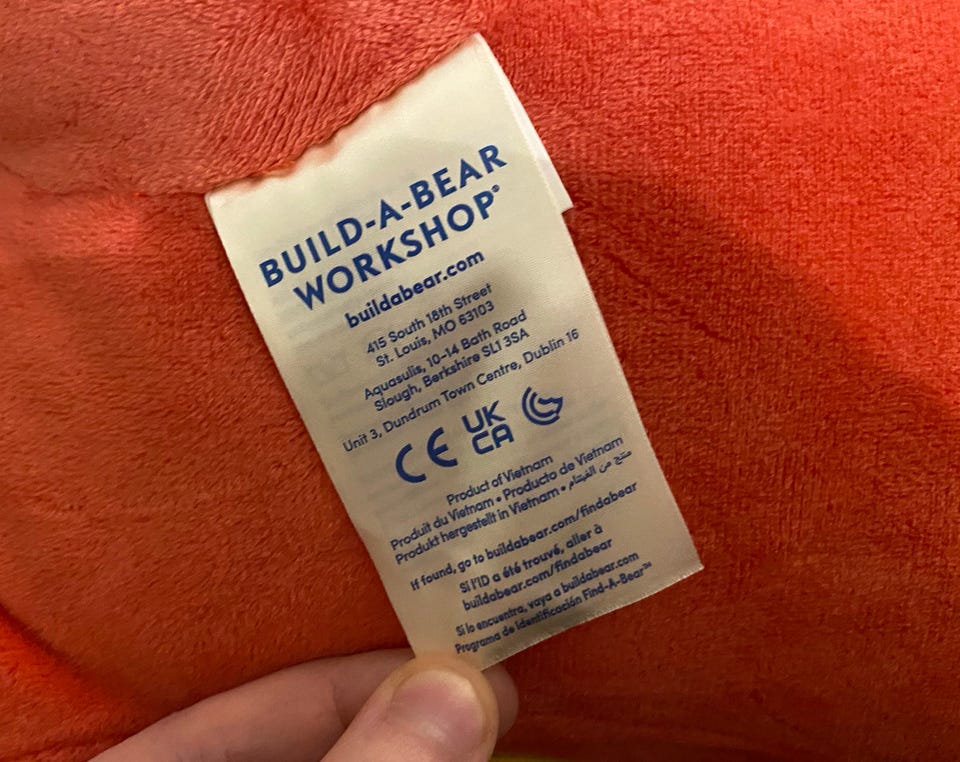 BUILD-A-BEAR
WORKSHOP®
buildabear.com
415 South 18th Street
St. Louis, MO 63103
Aquasulis, 10-14 Bath Road
Slough, Berkshire SL1 3SA
Unit 3, Dundrum Town Centre, Dublin 16
CE UK
CA
Product of Vietnam
Produit du Vietnam • Producto de Vietnam
Produkt hergestellt in Vietnam • منتج من الفيتنام
If found, go to buildabear.com/findabear
Si l'ID a été trouvé, aller à
buildabear.com/findabear
Si lo encuentra, vaya a buildabear.com
Programa de identificación Find-A-Bear™